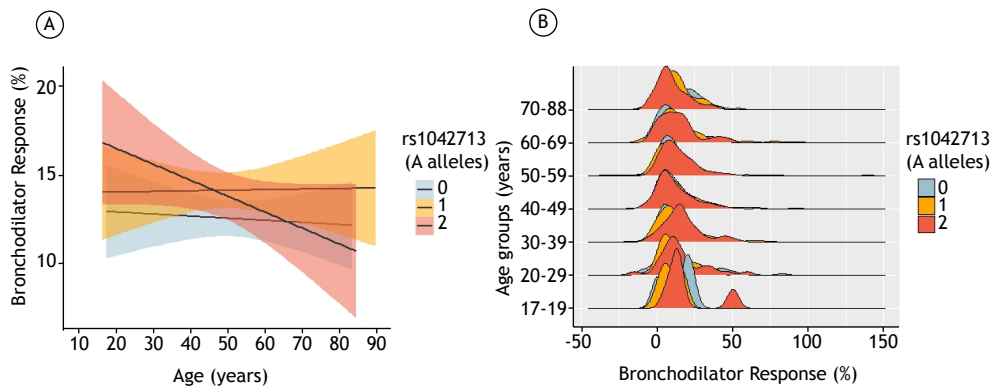 A
Bronchodilator Response (%)
20
15
10
10 20 30 40 50 60 70 80 90
Age (years)
rs1042713
(A alleles)
0
1
2
B
Age groups (years)
70-88
60-69
50-59
40-49
30-39
20-29
17-19
-50 0 50 100 150
Bronchodilator Response (%)
rs1042713
(A alleles)
0
1
2